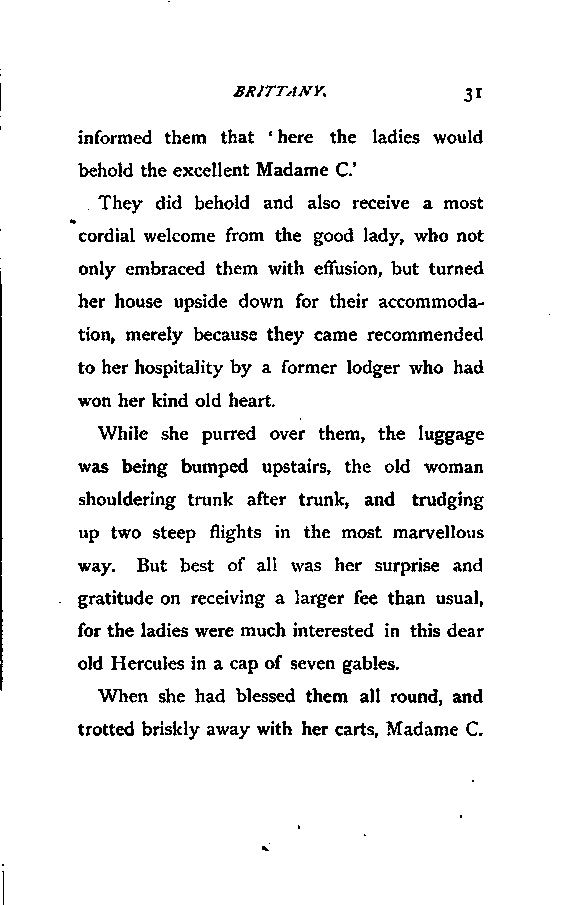 BRITTANY. 31
informed them that ‘here the ladies would
behold the excellent Madame C.’
They did behold and also receive a most
cordial welcome from the good lady, who not
only embraced them with effusion, but turned
her house upside down for their accommoda-
tion, merely because they came recommended
to her hospitality by a former lodger who had
won her kind old heart.
While she purred over them, the luggage
was being bumped upstairs, the old woman
shouldering trunk after trunk, and trudging
up two steep flights in the most marvellous
way. But best of all was her surprise and
gratitude on receiving a larger fee than usual,
for the ladies were much interested in this dear
old Hercules in a cap of seven gables.
When she had blessed them all round, and
trotted briskly away with her carts, Madame C.